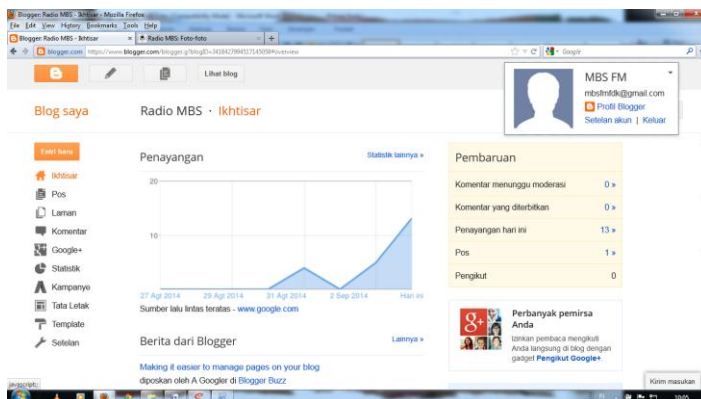 Blogger: Radio MBS - Ikhtisar - Mozilla Firefox
File Edit View History Bookmarks Tools Help
Blogger: Radio MBS - Ikhtisar
Radio MBS: Foto-foto
blogger.com
Google
Lihat blog
MBS FM
mbsfmfdk@gmail.com
Profil Blogger
Setelan akun | Keluar
Blog saya
Radio MBS · Ikhtisar
Entri baru
Ikhtisar
Pos
Laman
Komentar
Google+
Statistik
Kampanye
Tata Letak
Template
Setelan
Penayangan
Statistik lainnya »
20
10
27 Agt 2014 29 Agt 2014 31 Agt 2014 2 Sep 2014 Hari ini
Sumber lalu lintas teratas - www.google.com
Berita dari Blogger
Lainnya »
Making it easier to manage pages on your blog
diposkan oleh A Googler di Blogger Buzz
Pembaruan
Komentar menunggu moderasi 0 »
Komentar yang diterbitkan 0 »
Penayangan hari ini 13 »
Pos 1 »
Pengikut 0
Perbanyak pemirsa
Anda
Izinkan pembaca mengikuti
Anda langsung di blog dengan
gadget Pengikut Google+
Kirim masukan
javascript:;
10:05